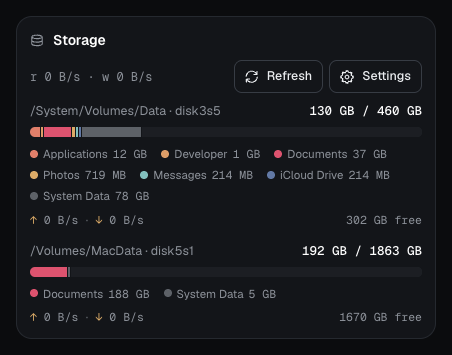 Storage
r 0 B/s · w 0 B/s Refresh Settings
/System/Volumes/Data · disk3s5 130 GB / 460 GB
Applications 12 GB Developer 1 GB Documents 37 GB
Photos 719 MB Messages 214 MB iCloud Drive 214 MB
System Data 78 GB
↑ 0 B/s · ↓ 0 B/s 302 GB free
/Volumes/MacData · disk5s1 192 GB / 1863 GB
Documents 188 GB System Data 5 GB
↑ 0 B/s · ↓ 0 B/s 1670 GB free